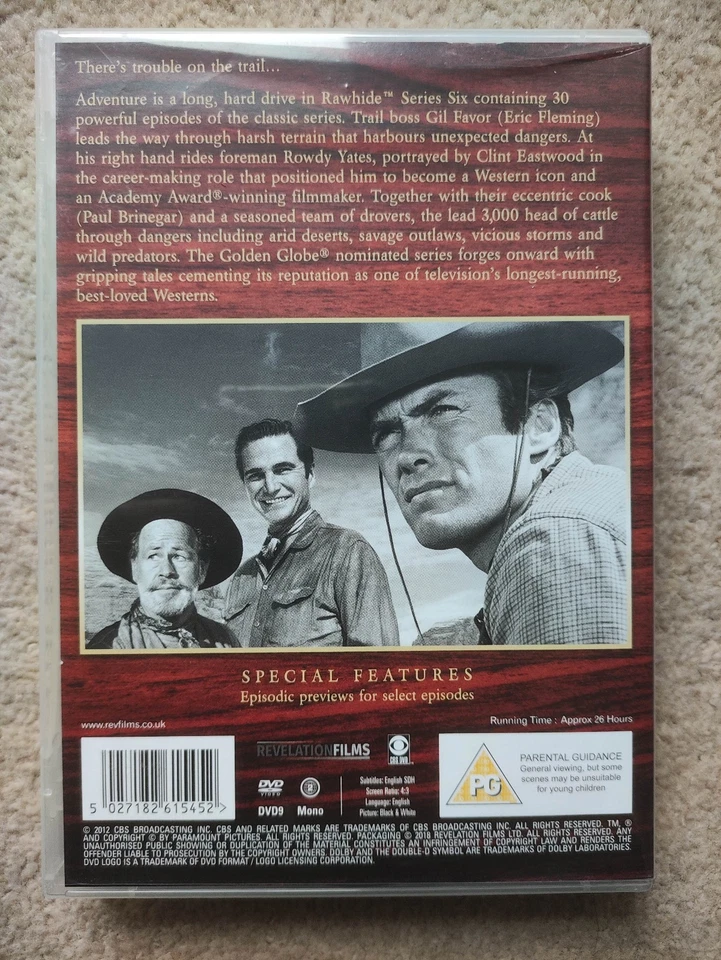 There's trouble on the trail...
Adventure is a long, hard drive in Rawhide™ Series Six containing 30
powerful episodes of the classic series. Trail boss Gil Favor (Eric Fleming)
leads the way through harsh terrain that harbours unexpected dangers. At
his right hand rides foreman Rowdy Yates, portrayed by Clint Eastwood in
the career-making role that positioned him to become a Western icon and
an Academy Award®-winning filmmaker. Together with their eccentric cook
(Paul Brinegar) and a seasoned team of drovers, the lead 3,000 head of cattle
through dangers including arid deserts, savage outlaws, vicious storms and
wild predators. The Golden Globe® nominated series forges onward with
gripping tales cementing its reputation as one of television's longest-running,
best-loved Westerns.
SPECIAL FEATURES
Episodic previews for select episodes
www.revfilms.co.uk
Running Time : Approx 26 Hours
5 027182 615452 >
REVELATIONFILMS
CBS DVD™
DVD VIDEO
DVD9 Mono
Subtitles: English SDH
Screen Ratio: 4:3
Language: English
Picture: Black & White
PG
PARENTAL GUIDANCE
General viewing, but some
scenes may be unsuitable
for young children
© 2012 CBS BROADCASTING INC. CBS AND RELATED MARKS ARE TRADEMARKS OF CBS BROADCASTING INC. ALL RIGHTS RESERVED. TM, ®
AND COPYRIGHT © BY PARAMOUNT PICTURES. ALL RIGHTS RESERVED. PACKAGING © 2018 REVELATION FILMS LTD. ALL RIGHTS RESERVED. ANY
UNAUTHORISED PUBLIC SHOWING OR DUPLICATION OF THE MATERIAL CONSTITUTES AN INFRINGEMENT OF COPYRIGHT LAW AND RENDERS THE
OFFENDER LIABLE TO PROSECUTION BY THE COPYRIGHT OWNERS. DOLBY AND THE DOUBLE-D SYMBOL ARE TRADEMARKS OF DOLBY LABORATORIES.
DVD LOGO IS A TRADEMARK OF DVD FORMAT / LOGO LICENSING CORPORATION.